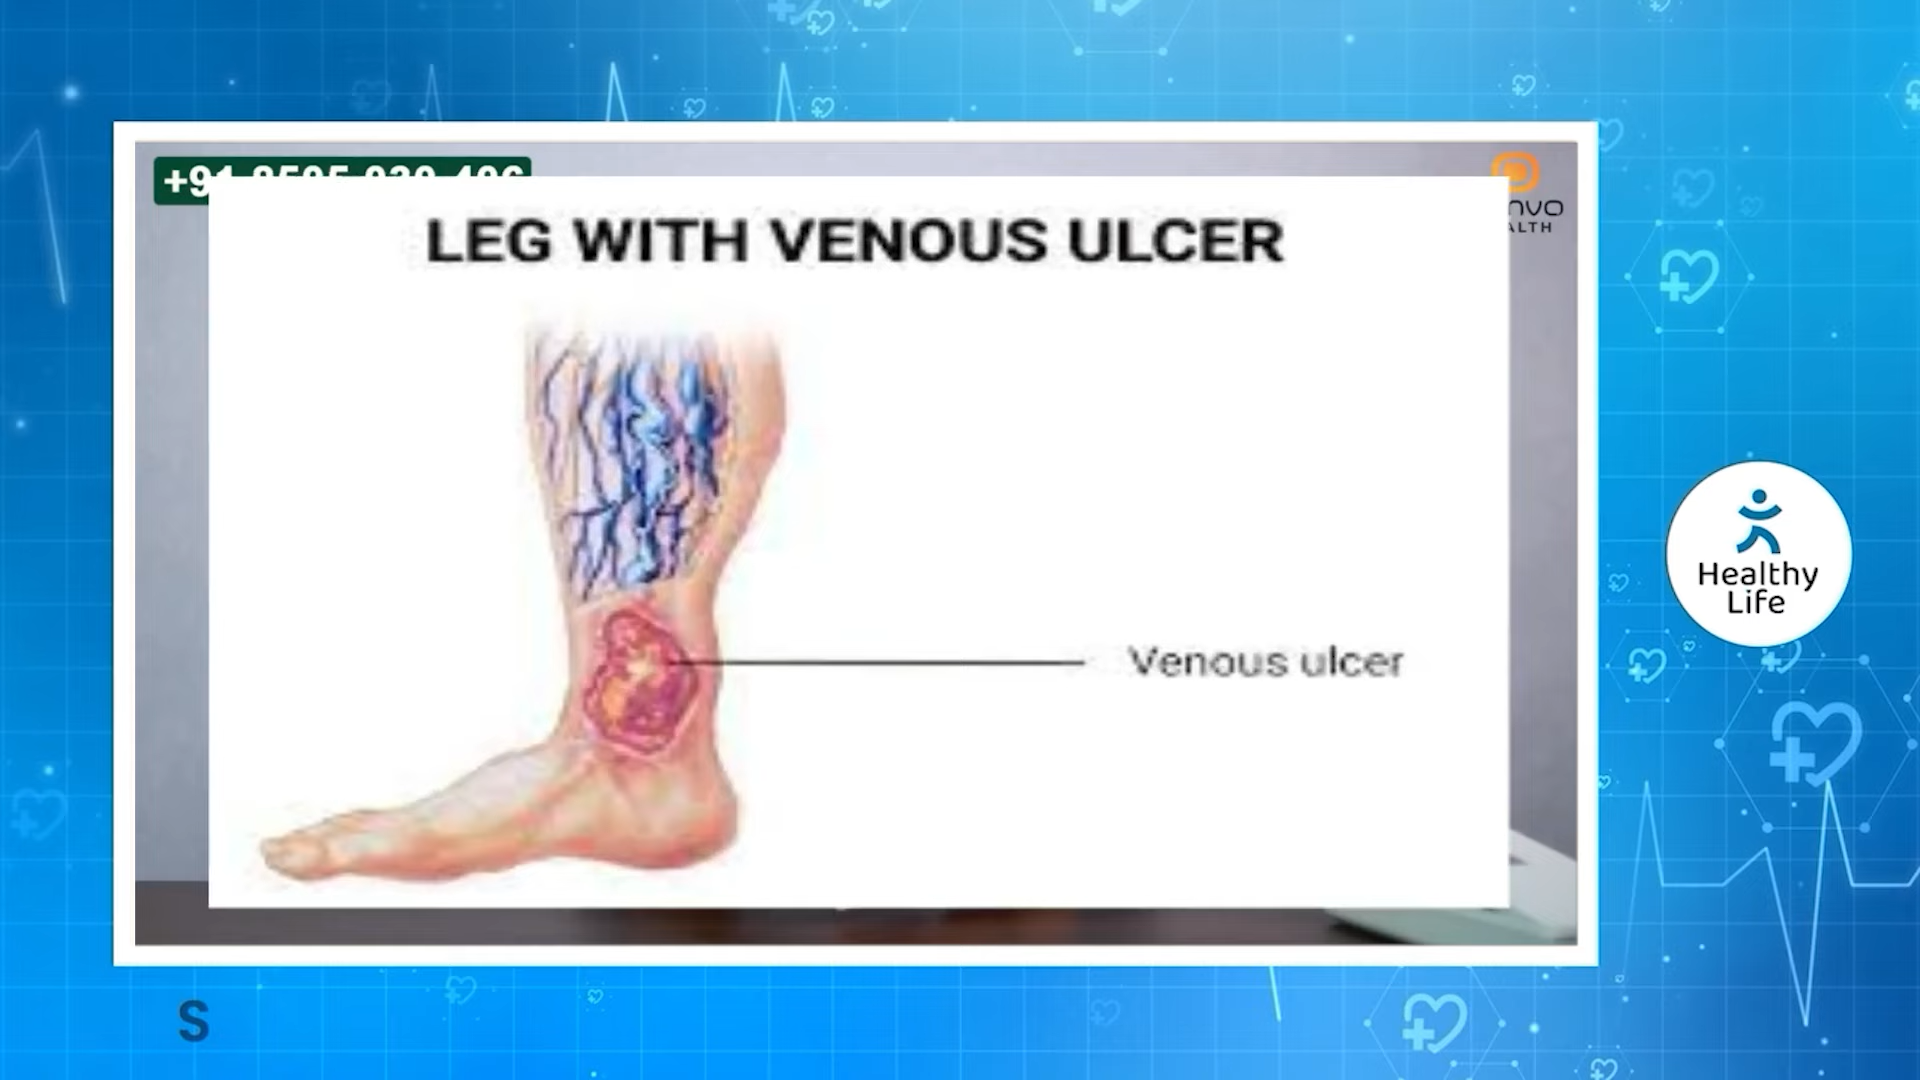 LEG WITH VENOUS ULCER
Venous ulcer
Healthy
Life
S